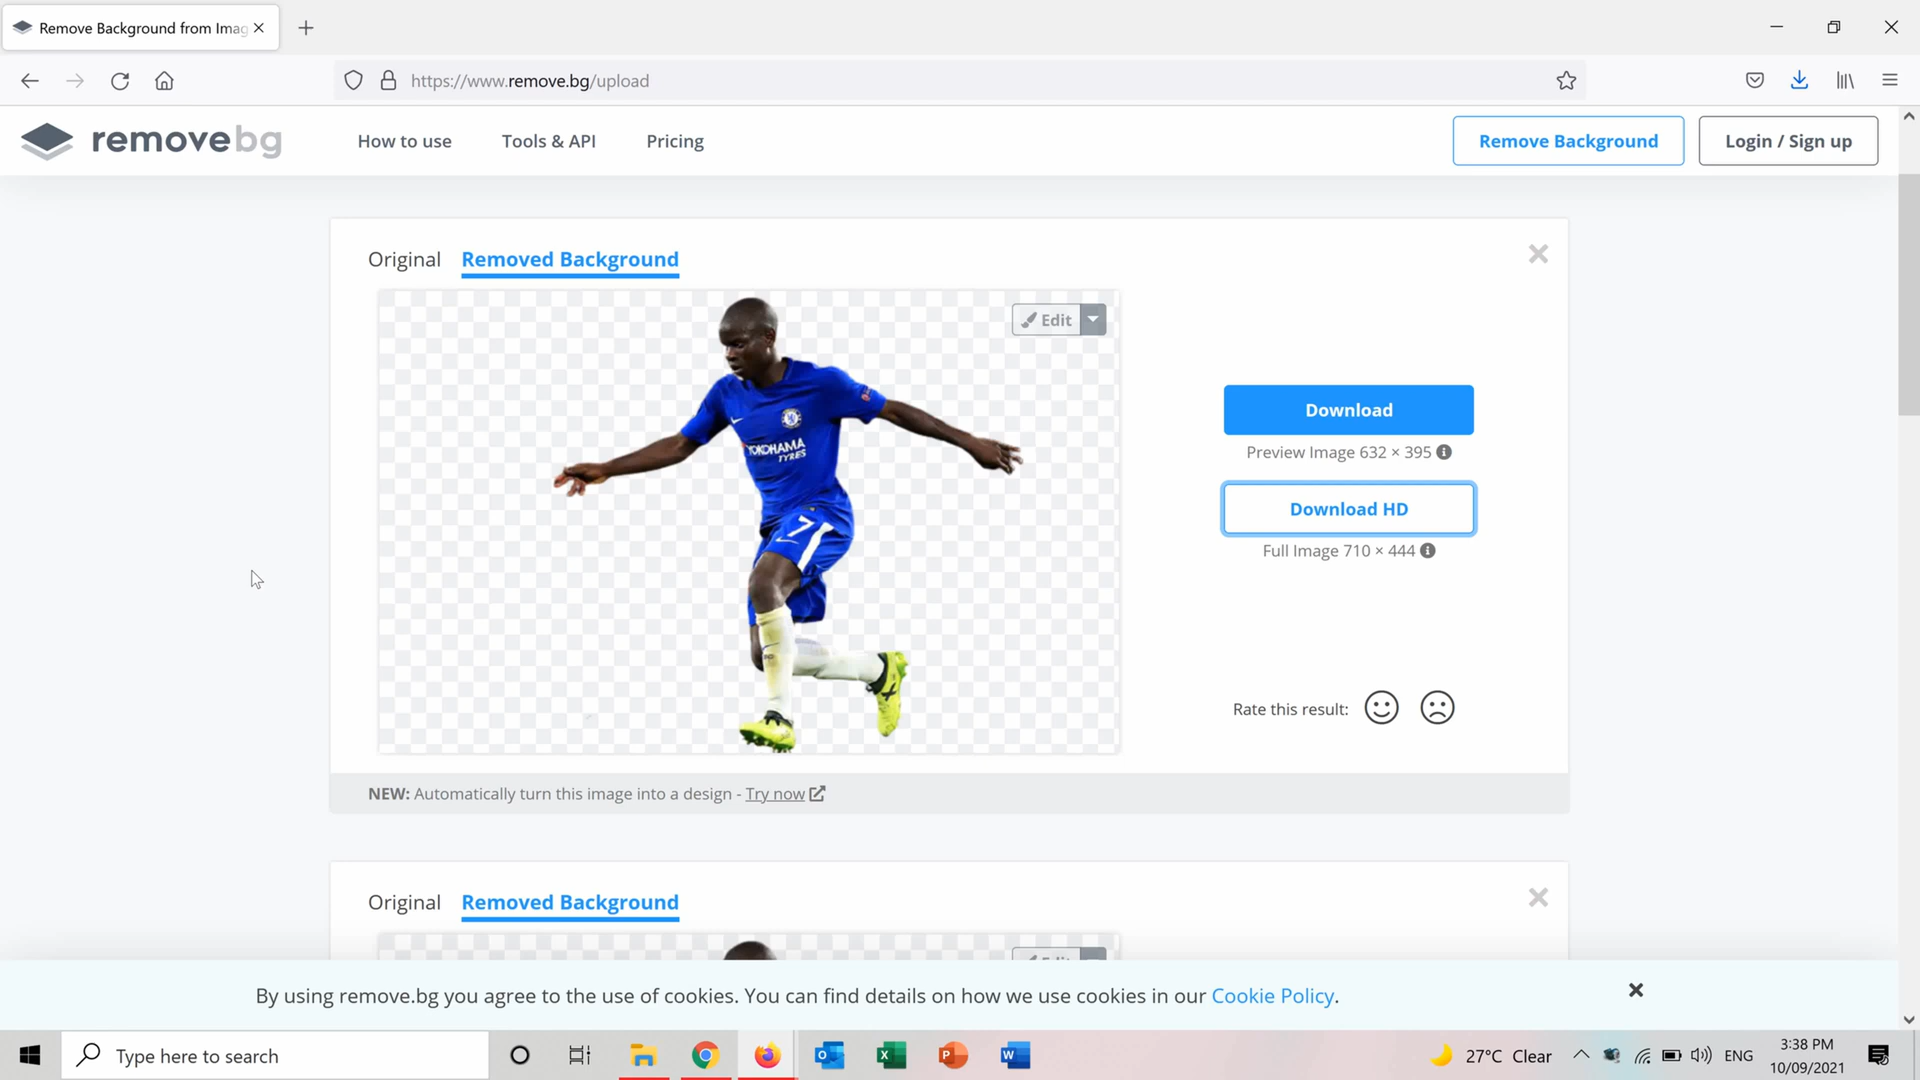 Remove Background from Imag
https://www.remove.bg/upload
removebg
How to use
Tools & API
Pricing
Remove Background
Login / Sign up
Original
Removed Background
Edit
YOKOHAMA
TYRES
7
Download
Preview Image 632 × 395
Download HD
Full Image 710 × 444
Rate this result:
NEW: Automatically turn this image into a design - Try now
Original
Removed Background
By using remove.bg you agree to the use of cookies. You can find details on how we use cookies in our Cookie Policy.
Type here to search
27°C Clear
ENG
3:38 PM
10/09/2021